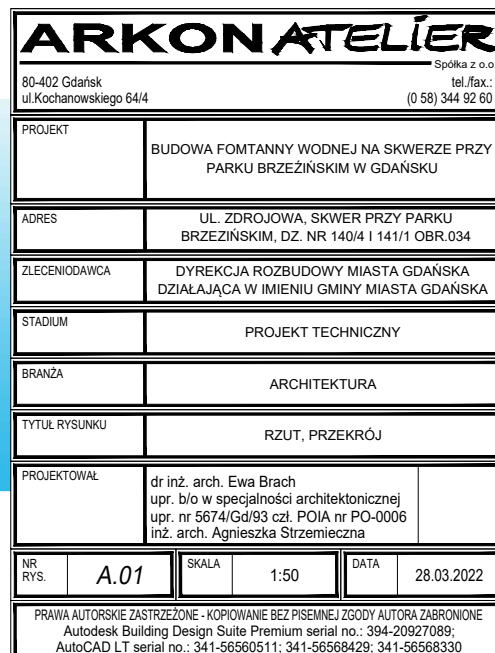 ARKONATELIER
Spółka z o.o
80-402 Gdańsk
tel./fax.:
ul.Kochanowskiego 64/4
(0 58) 344 92 60
PROJEKT
BUDOWA FOMTANNY WODNEJ NA SKWERZE PRZY
PARKU BRZEŹIŃSKIM W GDAŃSKU
ADRES
UL. ZDROJOWA, SKWER PRZY PARKU
BRZEZIŃSKIM, DZ. NR 140/4 I 141/1 OBR.034
ZLECENIODAWCA
DYREKCJA ROZBUDOWY MIASTA GDAŃSKA
DZIAŁAJĄCA W IMIENIU GMINY MIASTA GDAŃSKA
STADIUM
PROJEKT TECHNICZNY
BRANŻA
ARCHITEKTURA
TYTUŁ RYSUNKU
RZUT, PRZEKRÓJ
PROJEKTOWAŁ
dr inż. arch. Ewa Brach
upr. b/o w specjalności architektonicznej
upr. nr 5674/Gd/93 czł. POIA nr PO-0006
inż. arch. Agnieszka Strzemieczna
NR RYS.
A.01
SKALA
1:50
DATA
28.03.2022
PRAWA AUTORSKIE ZASTRZEŻONE - KOPIOWANIE BEZ PISEMNEJ ZGODY AUTORA ZABRONIONE
Autodesk Building Design Suite Premium serial no.: 394-20927089;
AutoCAD LT serial no.: 341-56560511; 341-56568429; 341-56568330